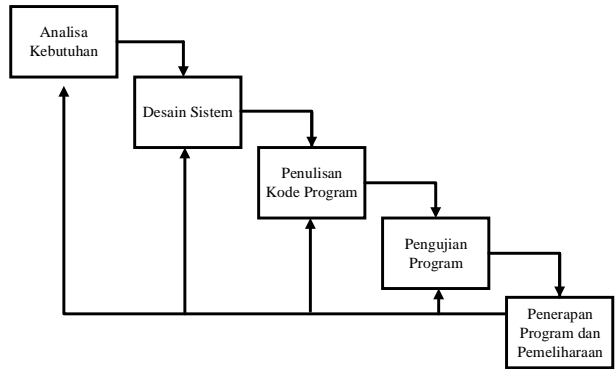 Analisa
Kebutuhan
Desain Sistem
Penulisan
Kode Program
Pengujian
Program
Penerapan
Program dan
Pemeliharaan